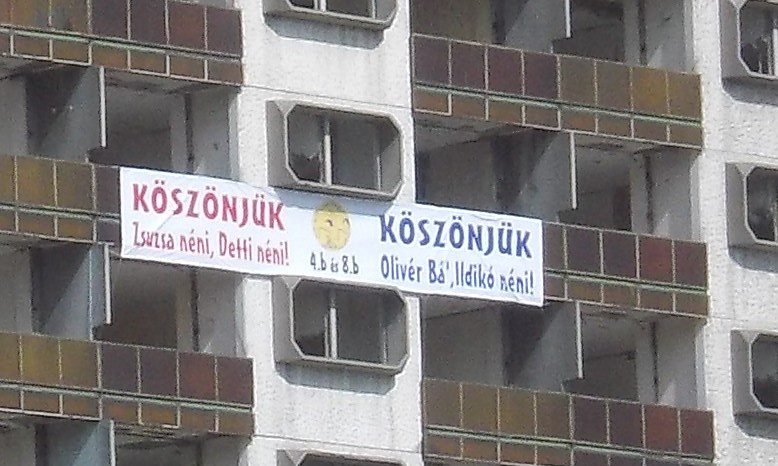 KÖSZÖNJÜK
Zsuzsa néni, Detti néni!
4.b és 8.b
KÖSZÖNJÜK
Olivér Bá', Ildikó néni!